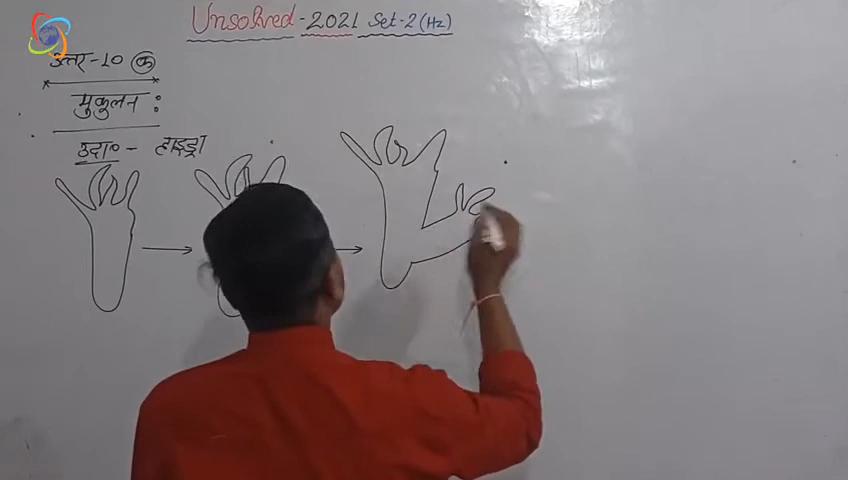 Unsolved - 2021 Set-2 (Hz)
उत्तर-10 क
मुकुलन :
उदा० - हाइड्रा